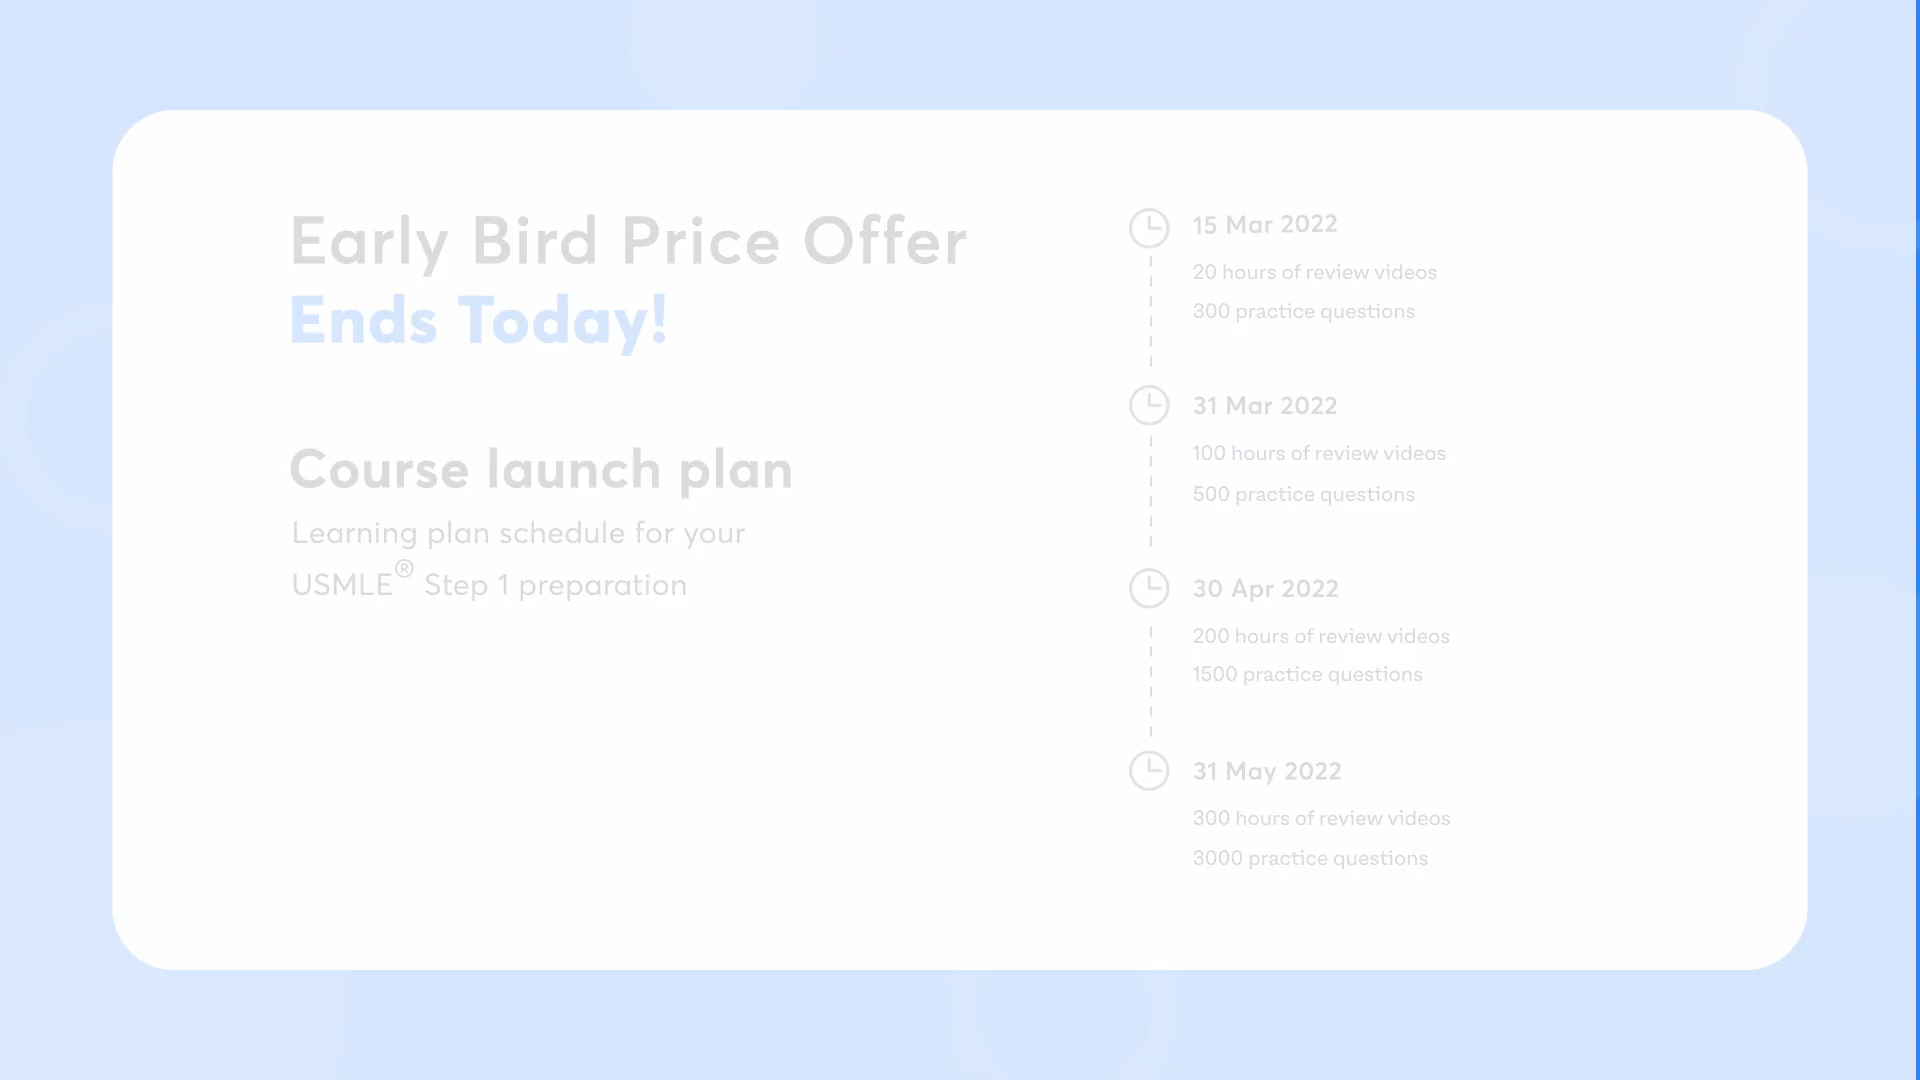 Early Bird Price Offer
Ends Today!
Course launch plan
Learning plan schedule for your
USMLE® Step 1 preparation
15 Mar 2022
20 hours of review videos
300 practice questions
31 Mar 2022
100 hours of review videos
500 practice questions
30 Apr 2022
200 hours of review videos
1500 practice questions
31 May 2022
300 hours of review videos
3000 practice questions